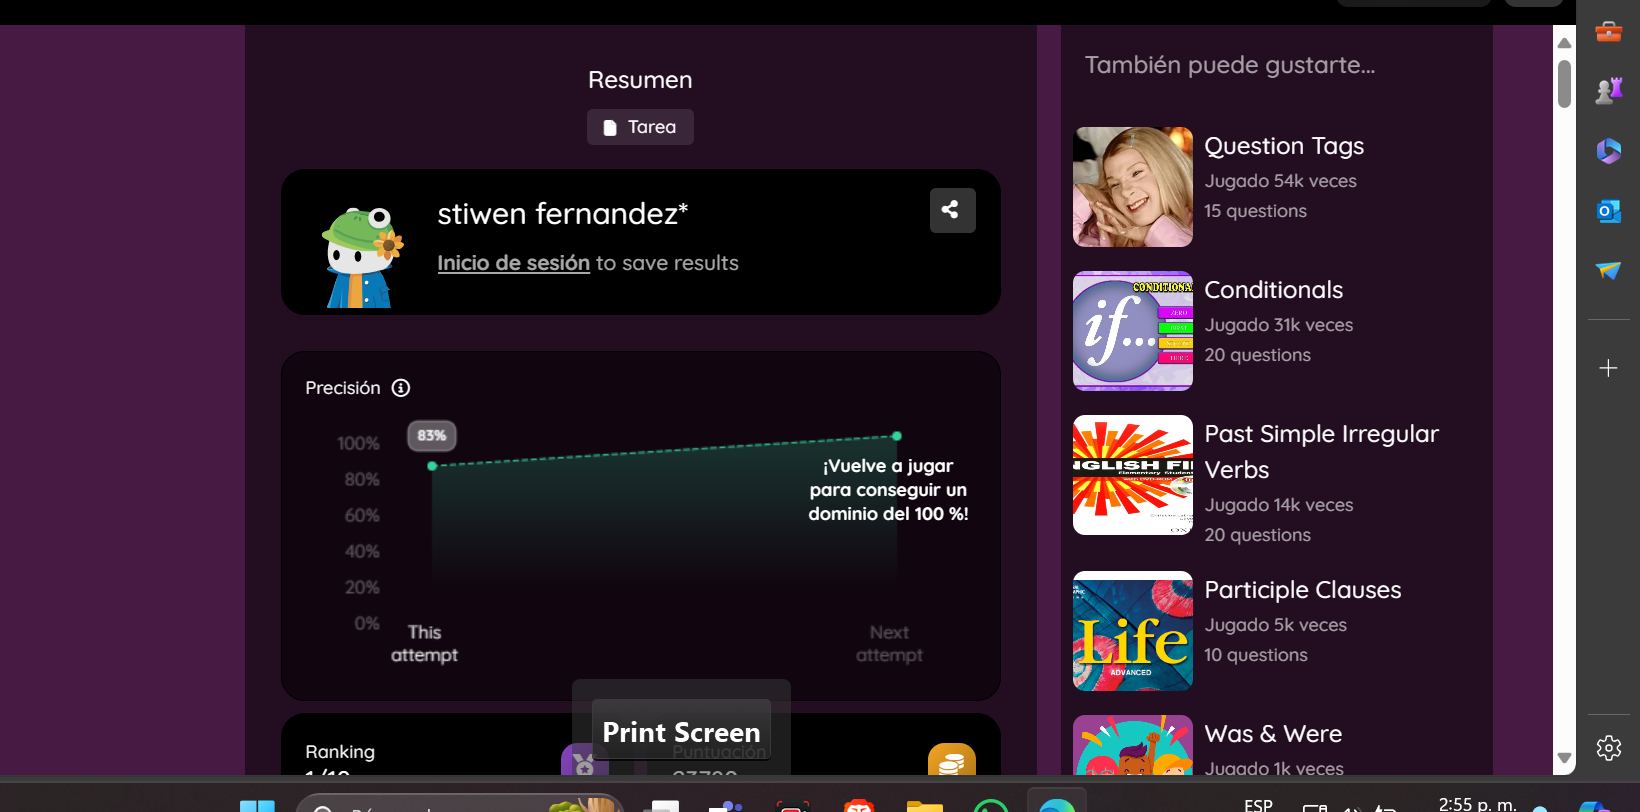 Resumen
Tarea
stiwen fernandez*
Inicio de sesión to save results
Precisión
100%
80%
60%
40%
20%
0%
83%
¡Vuelve a jugar
para conseguir un
dominio del 100 %!
This
attempt
Next
attempt
Print Screen
Ranking
Puntuación
También puede gustarte...
Question Tags
Jugado 54k veces
15 questions
CONDITIONA
if...
ZERO
FIRST
Conditionals
Jugado 31k veces
20 questions
NGLISH FI
Past Simple Irregular
Verbs
Jugado 14k veces
20 questions
Life
ADVANCED
Participle Clauses
Jugado 5k veces
10 questions
Was & Were
Jugado 1k veces
ESP
2:55 p. m.